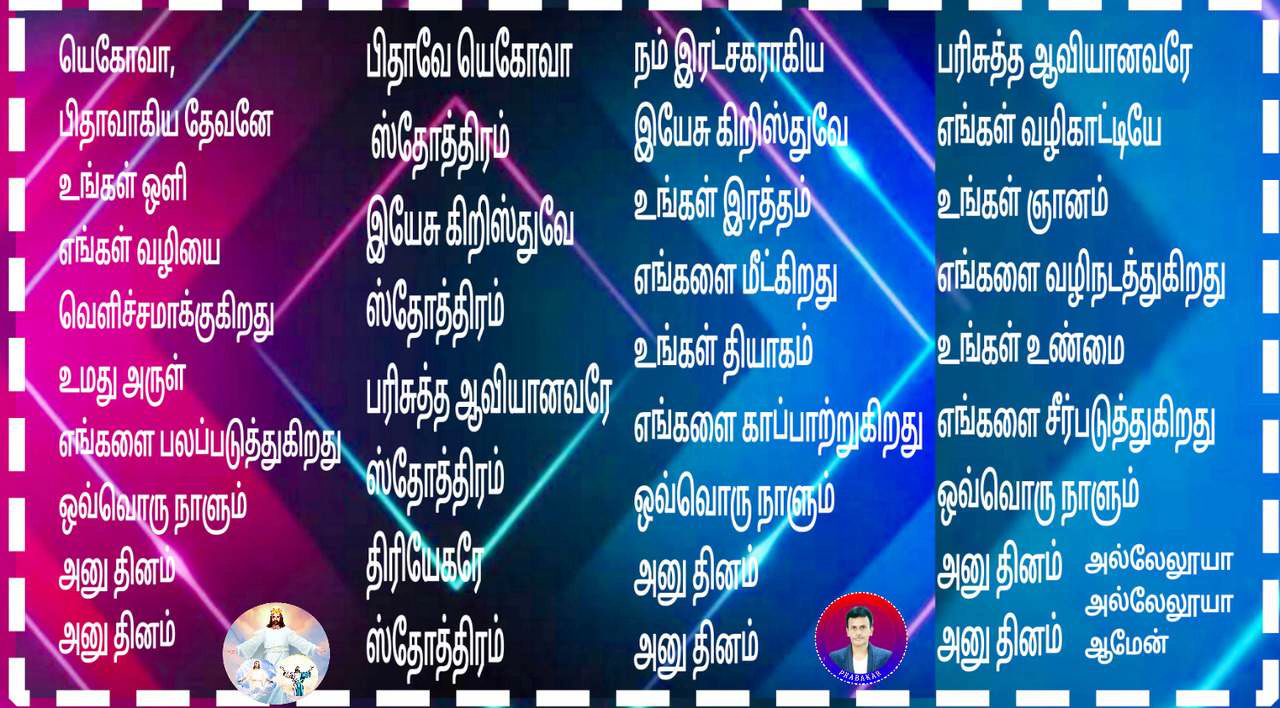 யெகோவா,
பிதாவாகிய தேவனே
உங்கள் ஒளி
எங்கள் வழியை
வெளிச்சமாக்குகிறது
உமது அருள்
எங்களை பலப்படுத்துகிறது
ஒவ்வொரு நாளும்
அனு தினம்
அனு தினம்
பிதாவே யெகோவா
ஸ்தோத்திரம்
இயேசு கிறிஸ்துவே
ஸ்தோத்திரம்
பரிசுத்த ஆவியானவரே
ஸ்தோத்திரம்
திரியேகரே
ஸ்தோத்திரம்
நம் இரட்சகராகிய
இயேசு கிறிஸ்துவே
உங்கள் இரத்தம்
எங்களை மீட்கிறது
உங்கள் தியாகம்
எங்களை காப்பாற்றுகிறது
ஒவ்வொரு நாளும்
அனு தினம்
அனு தினம்
PRABAKAR
பரிசுத்த ஆவியானவரே
எங்கள் வழிகாட்டியே
உங்கள் ஞானம்
எங்களை வழிநடத்துகிறது
உங்கள் உண்மை
எங்களை சீர்படுத்துகிறது
ஒவ்வொரு நாளும்
அனு தினம்
அனு தினம்
அல்லேலூயா
அல்லேலூயா
ஆமேன்